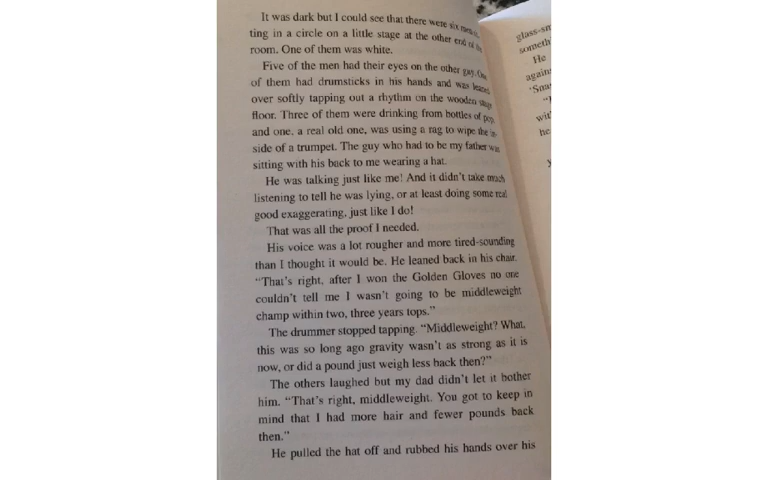 It was dark but I could see that there were six men
ting in a circle on a little stage at the other end of the
room. One of them was white.
Five of the men had their eyes on the other guy. One
of them had drumsticks in his hands and was leaned
over softly tapping out a rhythm on the wooden stage
floor. Three of them were drinking from bottles of pop,
and one, a real old one, was using a rag to wipe the in-
side of a trumpet. The guy who had to be my father was
sitting with his back to me wearing a hat.
He was talking just like me! And it didn't take much
listening to tell he was lying, or at least doing some real
good exaggerating, just like I do!
That was all the proof I needed.
His voice was a lot rougher and more tired-sounding
than I thought it would be. He leaned back in his chair.
"That's right, after I won the Golden Gloves no one
couldn't tell me I wasn't going to be middleweight
champ within two, three years tops."
The drummer stopped tapping. "Middleweight? What,
this was so long ago gravity wasn't as strong as it is
now, or did a pound just weigh less back then?"
The others laughed but my dad didn't let it bother
him. "That's right, middleweight. You got to keep in
mind that I had more hair and fewer pounds back
then."
He pulled the hat off and rubbed his hands over his
glass-sm
someth
He
again
'Sna
wit
he